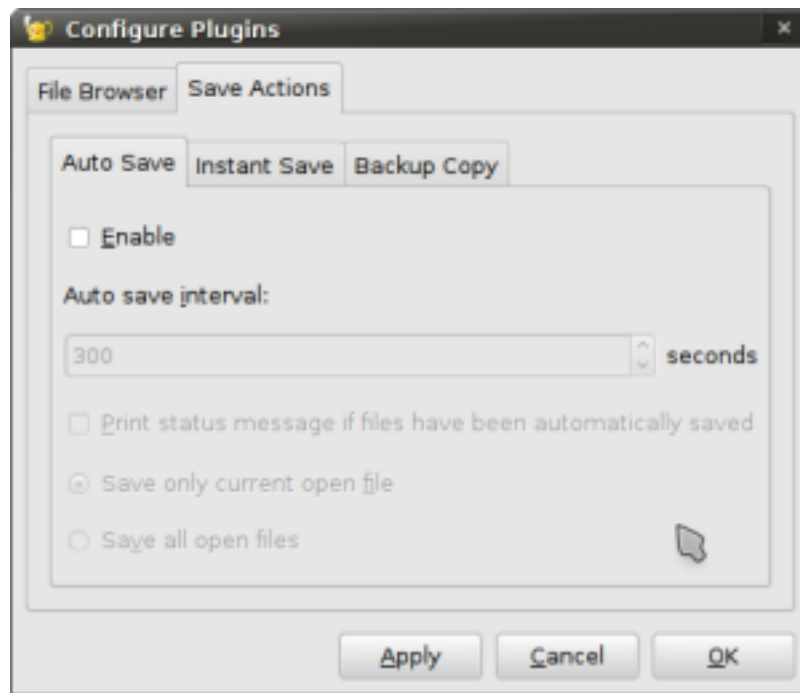 Configure Plugins
File Browser Save Actions
Auto Save Instant Save Backup Copy
Enable
Auto save interval:
300 seconds
Print status message if files have been automatically saved
Save only current open file
Save all open files
Apply Cancel OK